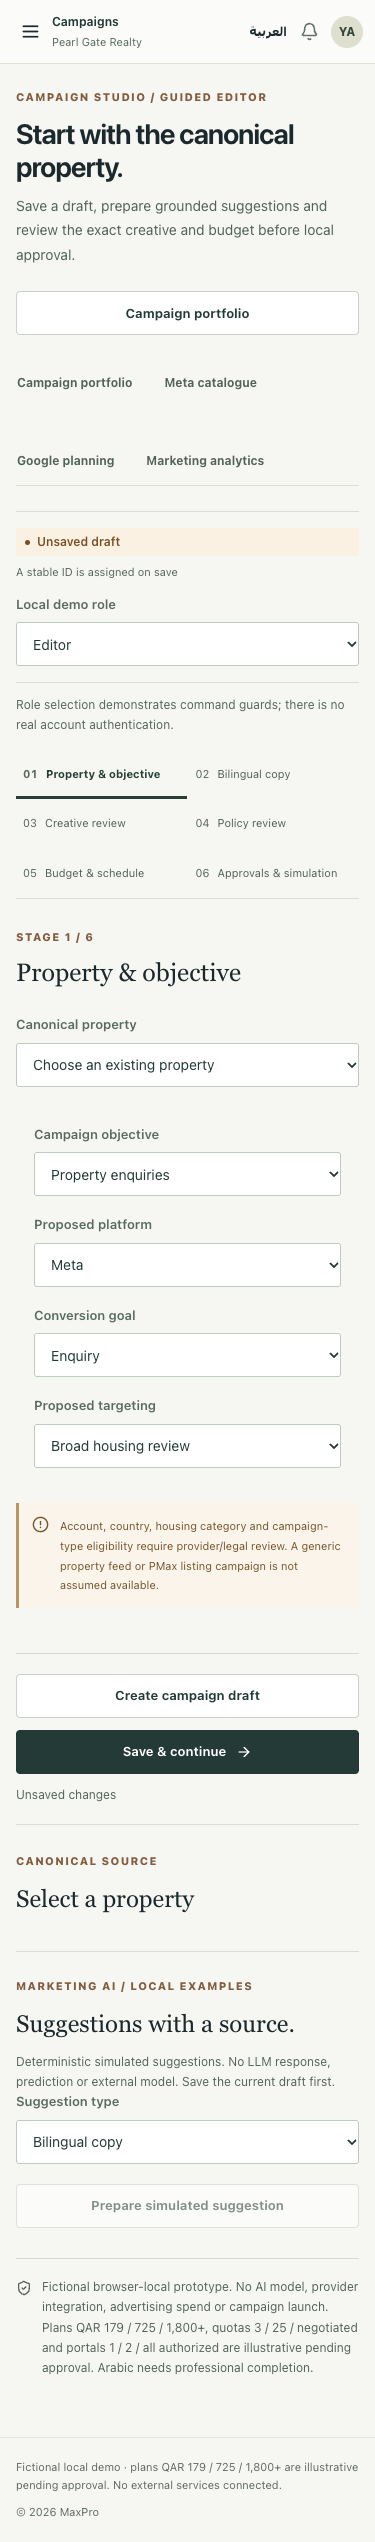 Campaigns
Pearl Gate Realty
العربية
YA
CAMPAIGN STUDIO / GUIDED EDITOR
Start with the canonical
property.
Save a draft, prepare grounded suggestions and
review the exact creative and budget before local
approval.
Campaign portfolio
Campaign portfolio Meta catalogue
Google planning Marketing analytics
Unsaved draft
A stable ID is assigned on save
Local demo role
Editor
Role selection demonstrates command guards; there is no
real account authentication.
01 Property & objective 02 Bilingual copy
03 Creative review 04 Policy review
05 Budget & schedule 06 Approvals & simulation
STAGE 1 / 6
Property & objective
Canonical property
Choose an existing property
Campaign objective
Property enquiries
Proposed platform
Meta
Conversion goal
Enquiry
Proposed targeting
Broad housing review
Account, country, housing category and campaign-
type eligibility require provider/legal review. A generic
property feed or PMax listing campaign is not
assumed available.
Create campaign draft
Save & continue →
Unsaved changes
CANONICAL SOURCE
Select a property
MARKETING AI / LOCAL EXAMPLES
Suggestions with a source.
Deterministic simulated suggestions. No LLM response,
prediction or external model. Save the current draft first.
Suggestion type
Bilingual copy
Prepare simulated suggestion
Fictional browser-local prototype. No AI model, provider
integration, advertising spend or campaign launch.
Plans QAR 179 / 725 / 1,800+, quotas 3 / 25 / negotiated
and portals 1 / 2 / all authorized are illustrative pending
approval. Arabic needs professional completion.
Fictional local demo · plans QAR 179 / 725 / 1,800+ are illustrative
pending approval. No external services connected.
© 2026 MaxPro